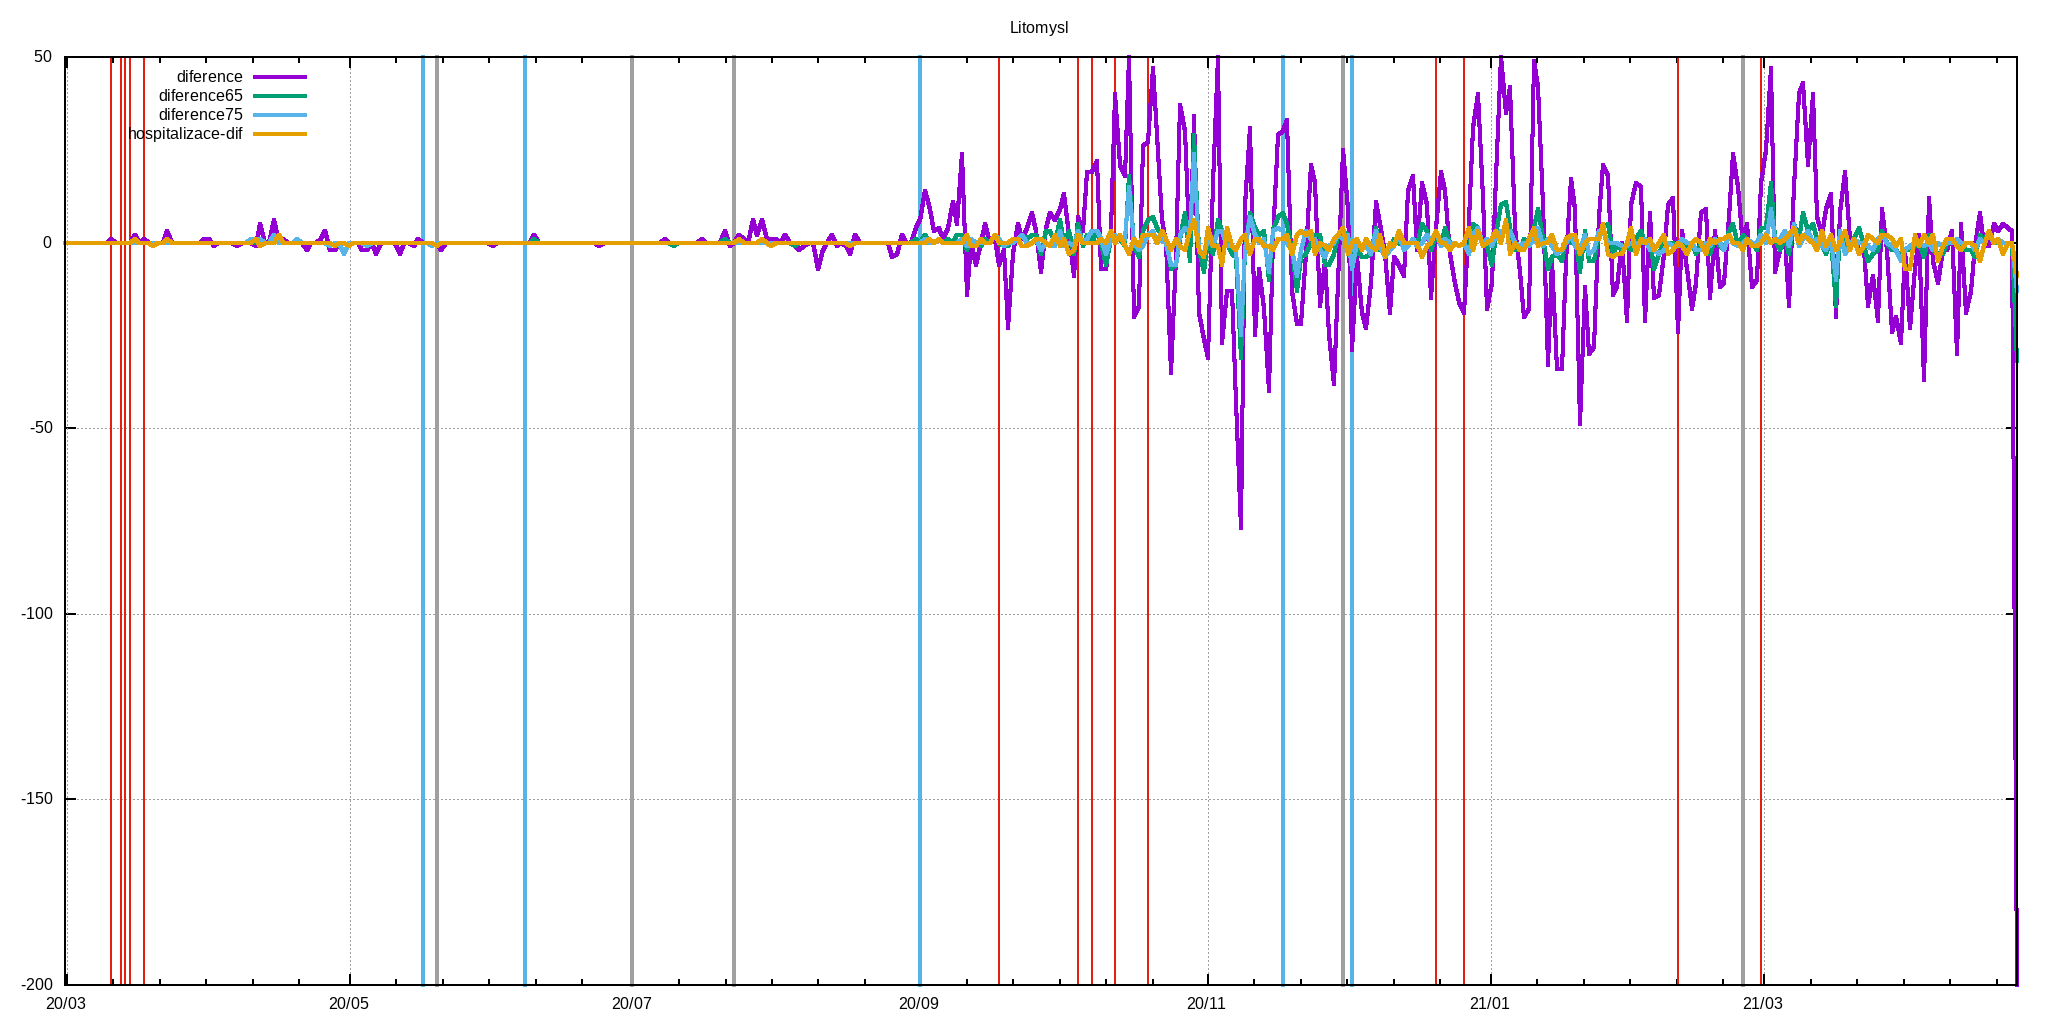 Litomysl
50
diference
diference65
diference75
hospitalizace-dif
0
-50
-100
-150
-200
20/03 20/05 20/07 20/09 20/11 21/01 21/03